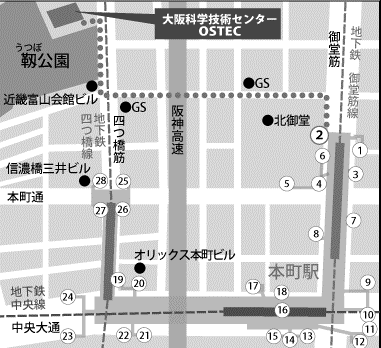 大阪科学技術センター
OSTEC
うつぼ
靱公園
御堂筋
地下鉄 御堂筋線
近畿富山会館ビル
GS
GS
地下鉄
四つ橋線
四つ橋筋
阪神高速
北御堂
2
信濃橋三井ビル
6
1
28
25
5
4
3
本町通
27
26
7
8
オリックス本町ビル
本町駅
19
20
地下鉄
中央線
24
17
18
9
16
中央大通
10
23
22
21
15
14
13
11
12